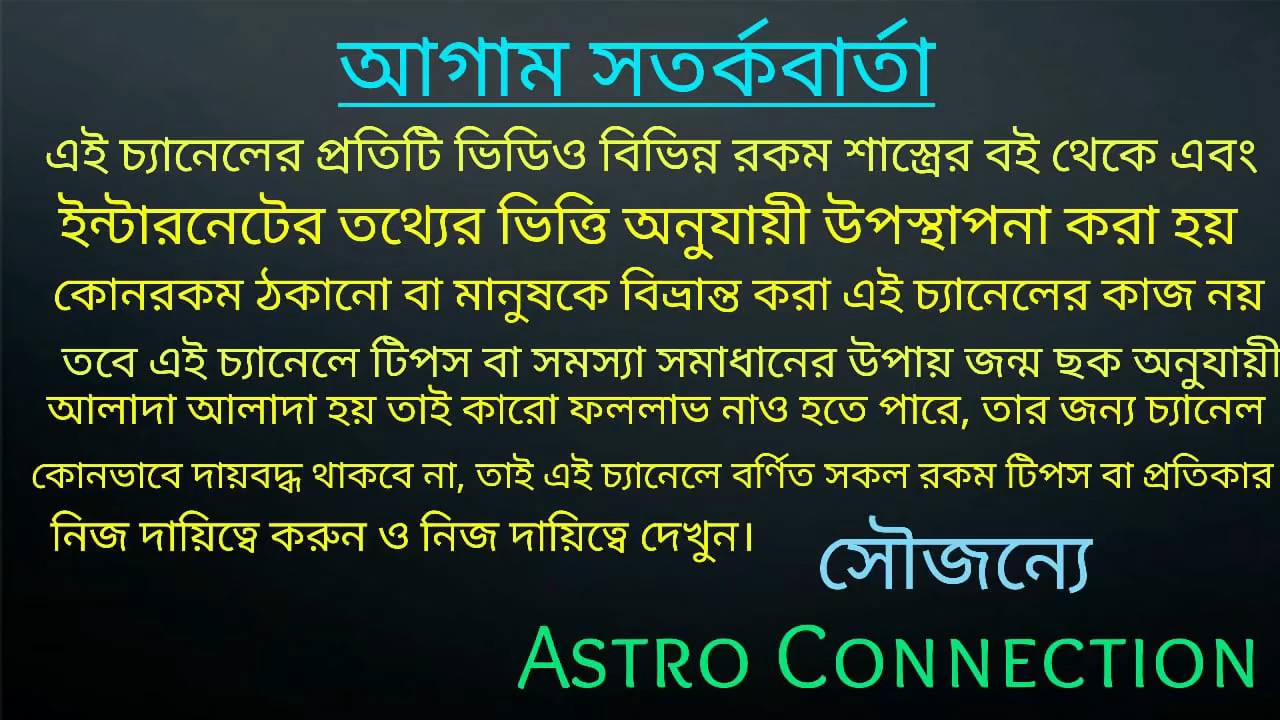 আগাম সতর্কবার্তা
এই চ্যানেলের প্রতিটি ভিডিও বিভিন্ন রকম শাস্ত্রের বই থেকে এবং
ইন্টারনেটের তথ্যের ভিত্তি অনুযায়ী উপস্থাপনা করা হয়
কোনরকম ঠকানো বা মানুষকে বিভ্রান্ত করা এই চ্যানেলের কাজ নয়
তবে এই চ্যানেলে টিপস বা সমস্যা সমাধানের উপায় জন্ম ছক অনুযায়ী
আলাদা আলাদা হয় তাই কারো ফললাভ নাও হতে পারে, তার জন্য চ্যানেল
কোনভাবে দায়বদ্ধ থাকবে না, তাই এই চ্যানেলে বর্ণিত সকল রকম টিপস বা প্রতিকার
নিজ দায়িত্বে করুন ও নিজ দায়িত্বে দেখুন।
সৌজন্যে
ASTRO CONNECTION